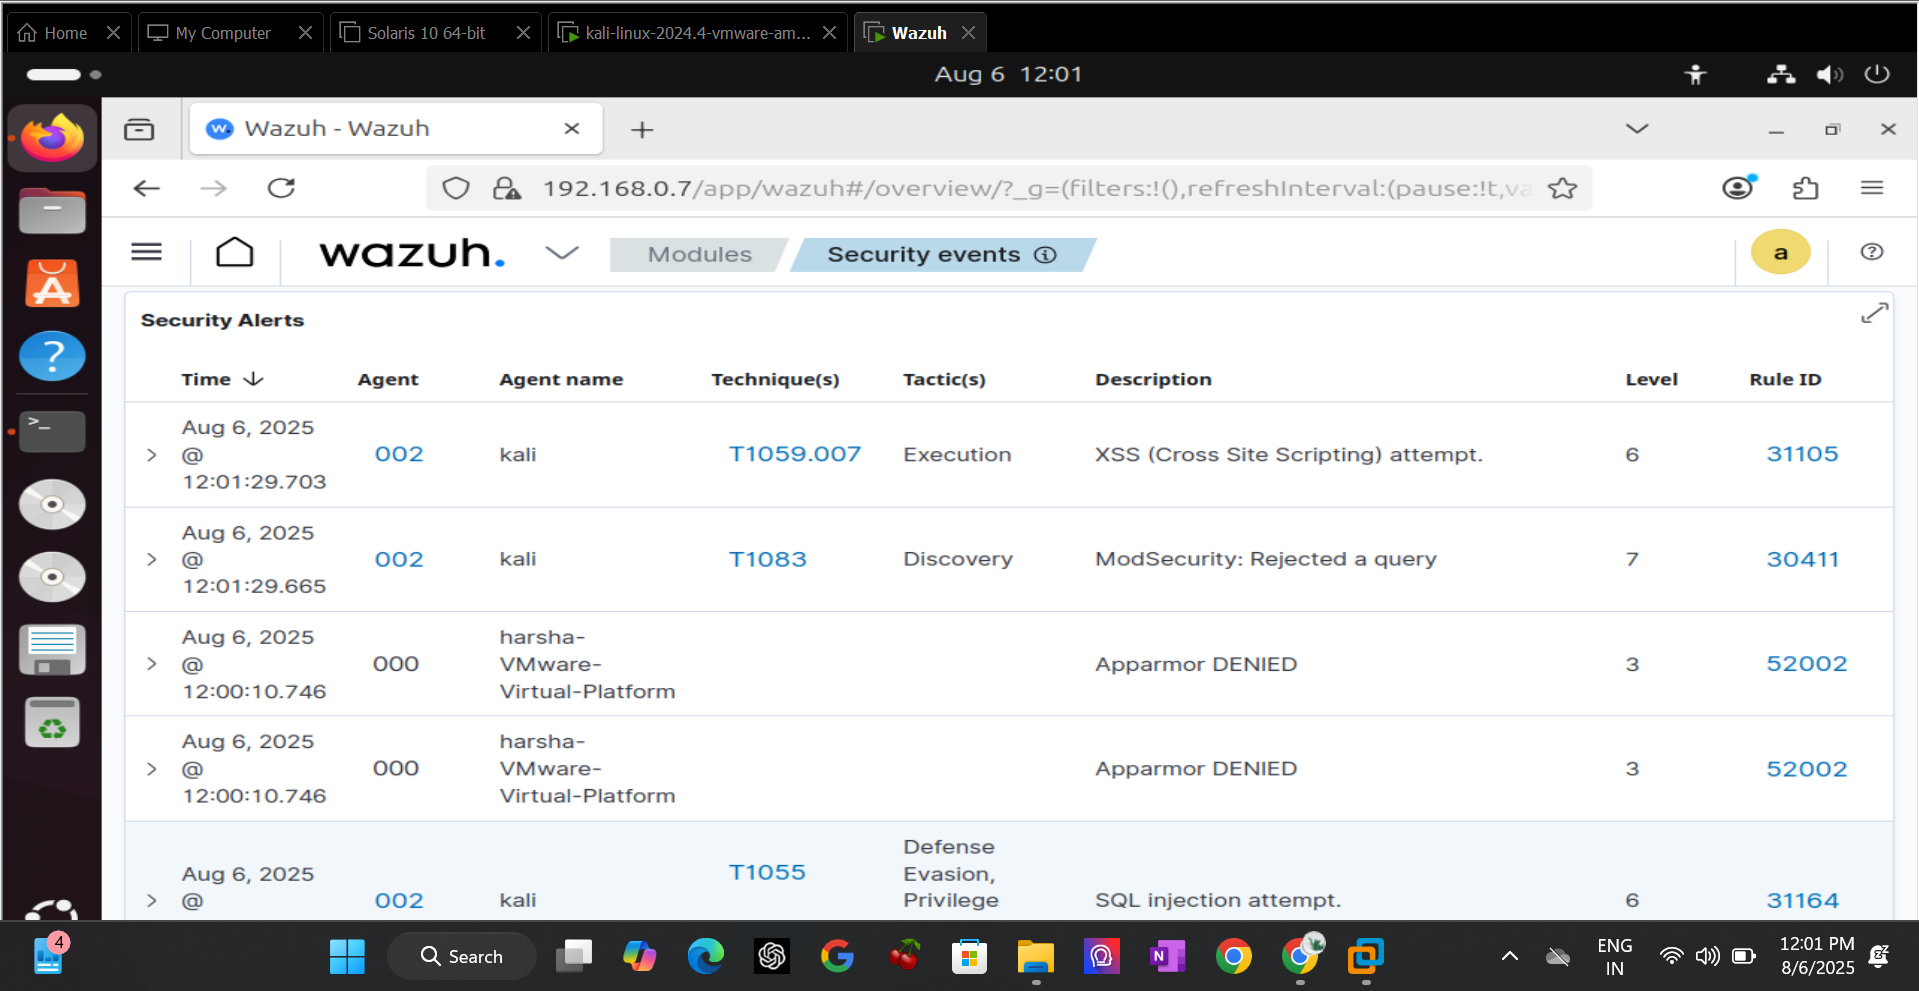 Home
My Computer
Solaris 10 64-bit
kali-linux-2024.4-vmware-am...
Wazuh
Aug 6 12:01
Wazuh - Wazuh
192.168.0.7/app/wazuh#/overview/?_g=(filters:!(),refreshInterval:(pause:!t,va
wazuh.
Modules
Security events
a
Security Alerts
Time Agent Agent name Technique(s) Tactic(s) Description Level Rule ID
Aug 6, 2025
@
12:01:29.703
002 kali T1059.007 Execution XSS (Cross Site Scripting) attempt. 6 31105
Aug 6, 2025
@
12:01:29.665
002 kali T1083 Discovery ModSecurity: Rejected a query 7 30411
Aug 6, 2025
@
12:00:10.746
000
harsha-
VMware-
Virtual-Platform
Apparmor DENIED 3 52002
Aug 6, 2025
@
12:00:10.746
000
harsha-
VMware-
Virtual-Platform
Apparmor DENIED 3 52002
Aug 6, 2025
@
002 kali
T1055
Defense
Evasion,
Privilege
SQL injection attempt. 6 31164
4
Search
ENG
IN
12:01 PM
8/6/2025